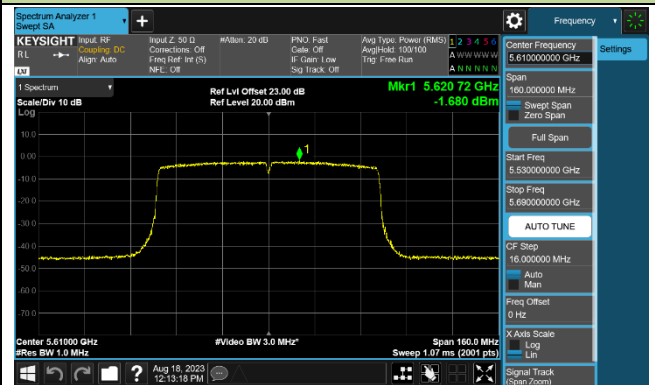 Spectrum Analyzer 1
Swept SA
+
Frequency
KEYSIGHT
RL
LXI
Input: RF
Coupling: DC
Align: Auto
Input Z: 50 Ω
Corrections: Off
Freq Ref: Int (S)
NFE: Off
#Atten: 20 dB
PNO: Fast
Gate: Off
IF Gain: Low
Sig Track: Off
Avg Type: Power (RMS)
Avg|Hold: 100/100
Trig: Free Run
1 2 3 4 5 6
A W W W W W
A N N N N N
1 Spectrum
Scale/Div 10 dB
Log
Ref Lvl Offset 23.00 dB
Ref Level 20.00 dBm
Mkr1 5.620 72 GHz
-1.680 dBm
1
10.0
0.00
-10.0
-20.0
-30.0
-40.0
-50.0
-60.0
-70.0
Center 5.61000 GHz
#Res BW 1.0 MHz
#Video BW 3.0 MHz*
Span 160.0 MHz
Sweep 1.07 ms (2001 pts)
Center Frequency
5.610000000 GHz
Settings
Span
160.000000 MHz
Swept Span
Zero Span
Full Span
Start Freq
5.530000000 GHz
Stop Freq
5.690000000 GHz
AUTO TUNE
CF Step
16.000000 MHz
Auto
Man
Freq Offset
0 Hz
X Axis Scale
Log
Lin
Signal Track
(Span Zoom)
?
Aug 18, 2023
12:13:18 PM